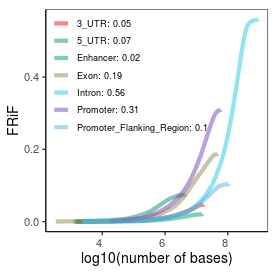 3_UTR: 0.05
5_UTR: 0.07
Enhancer: 0.02
Exon: 0.19
Intron: 0.56
Promoter: 0.31
Promoter_Flanking_Region: 0.1
FRiF
0.4
0.2
0.0
4
6
8
log10(number of bases)